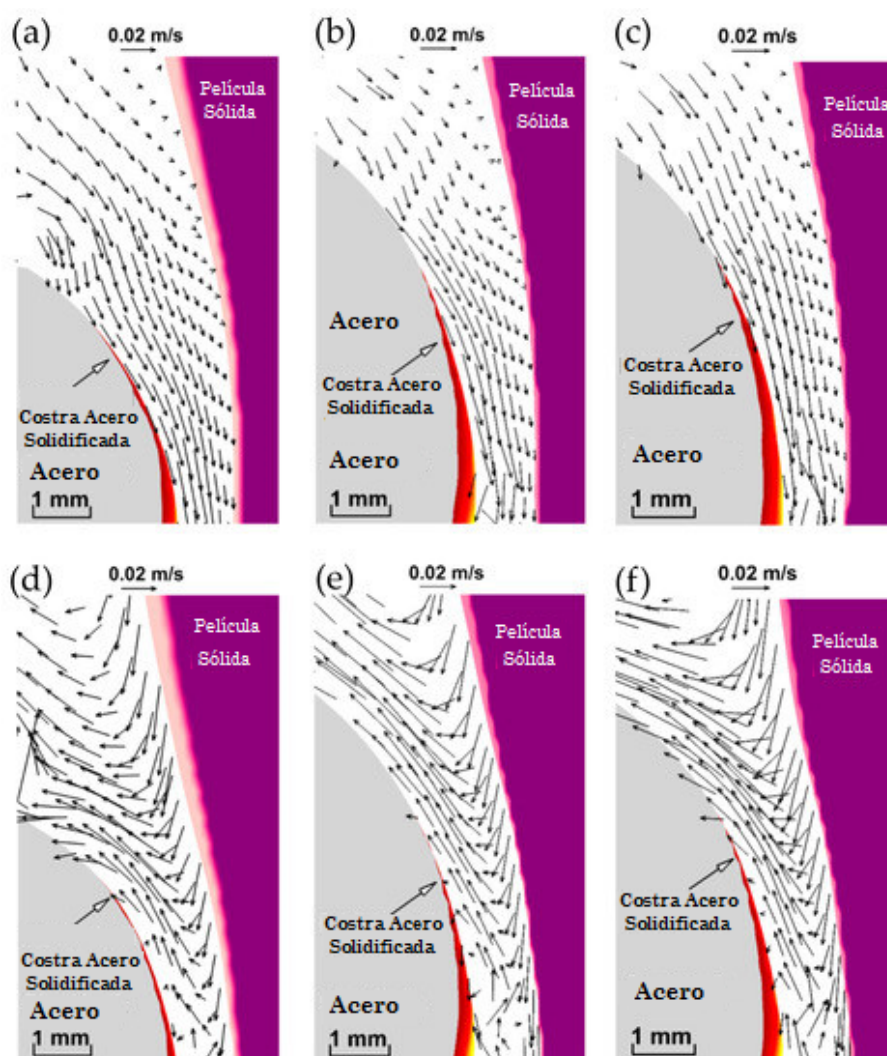 (a)
0.02 m/s
Película
Sólida
Costra Acero
Solidificada
Acero
1 mm
(b)
0.02 m/s
Película
Sólida
Acero
Costra Acero
Solidificada
Acero
1 mm
(c)
0.02 m/s
Película
Sólida
Costra Acero
Solidificada
Acero
1 mm
(d)
0.02 m/s
Película
Sólida
Costra Acero
Solidificada
Acero
1 mm
(e)
0.02 m/s
Película
Sólida
Costra Acero
Solidificada
Acero
1 mm
(f)
0.02 m/s
Película
Sólida
Costra Acero
Solidificada
Acero
1 mm